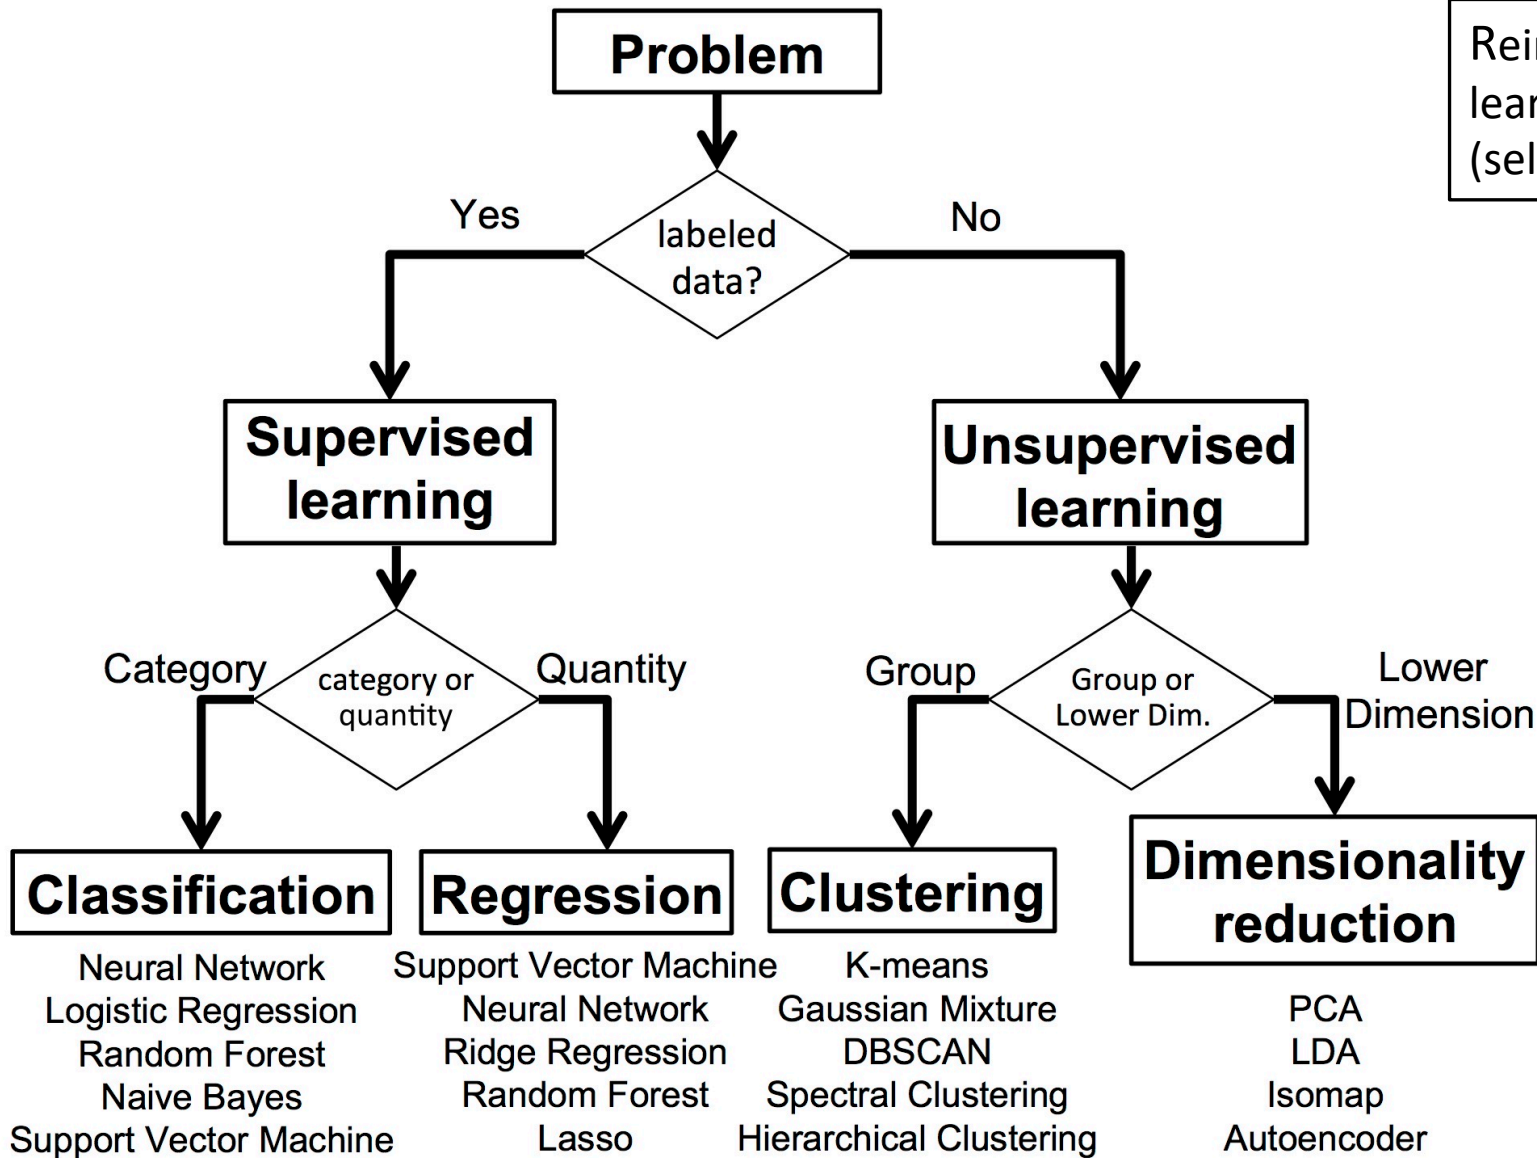 Problem
labeled
data?
Yes
No
Supervised
learning
Unsupervised
learning
Category
category or
quantity
Quantity
Group
Group or
Lower Dim.
Lower
Dimension
Classification
Neural Network
Logistic Regression
Random Forest
Naive Bayes
Support Vector Machine
Regression
Support Vector Machine
Neural Network
Ridge Regression
Random Forest
Lasso
Clustering
K-means
Gaussian Mixture
DBSCAN
Spectral Clustering
Hierarchical Clustering
Dimensionality
reduction
PCA
LDA
Isomap
Autoencoder